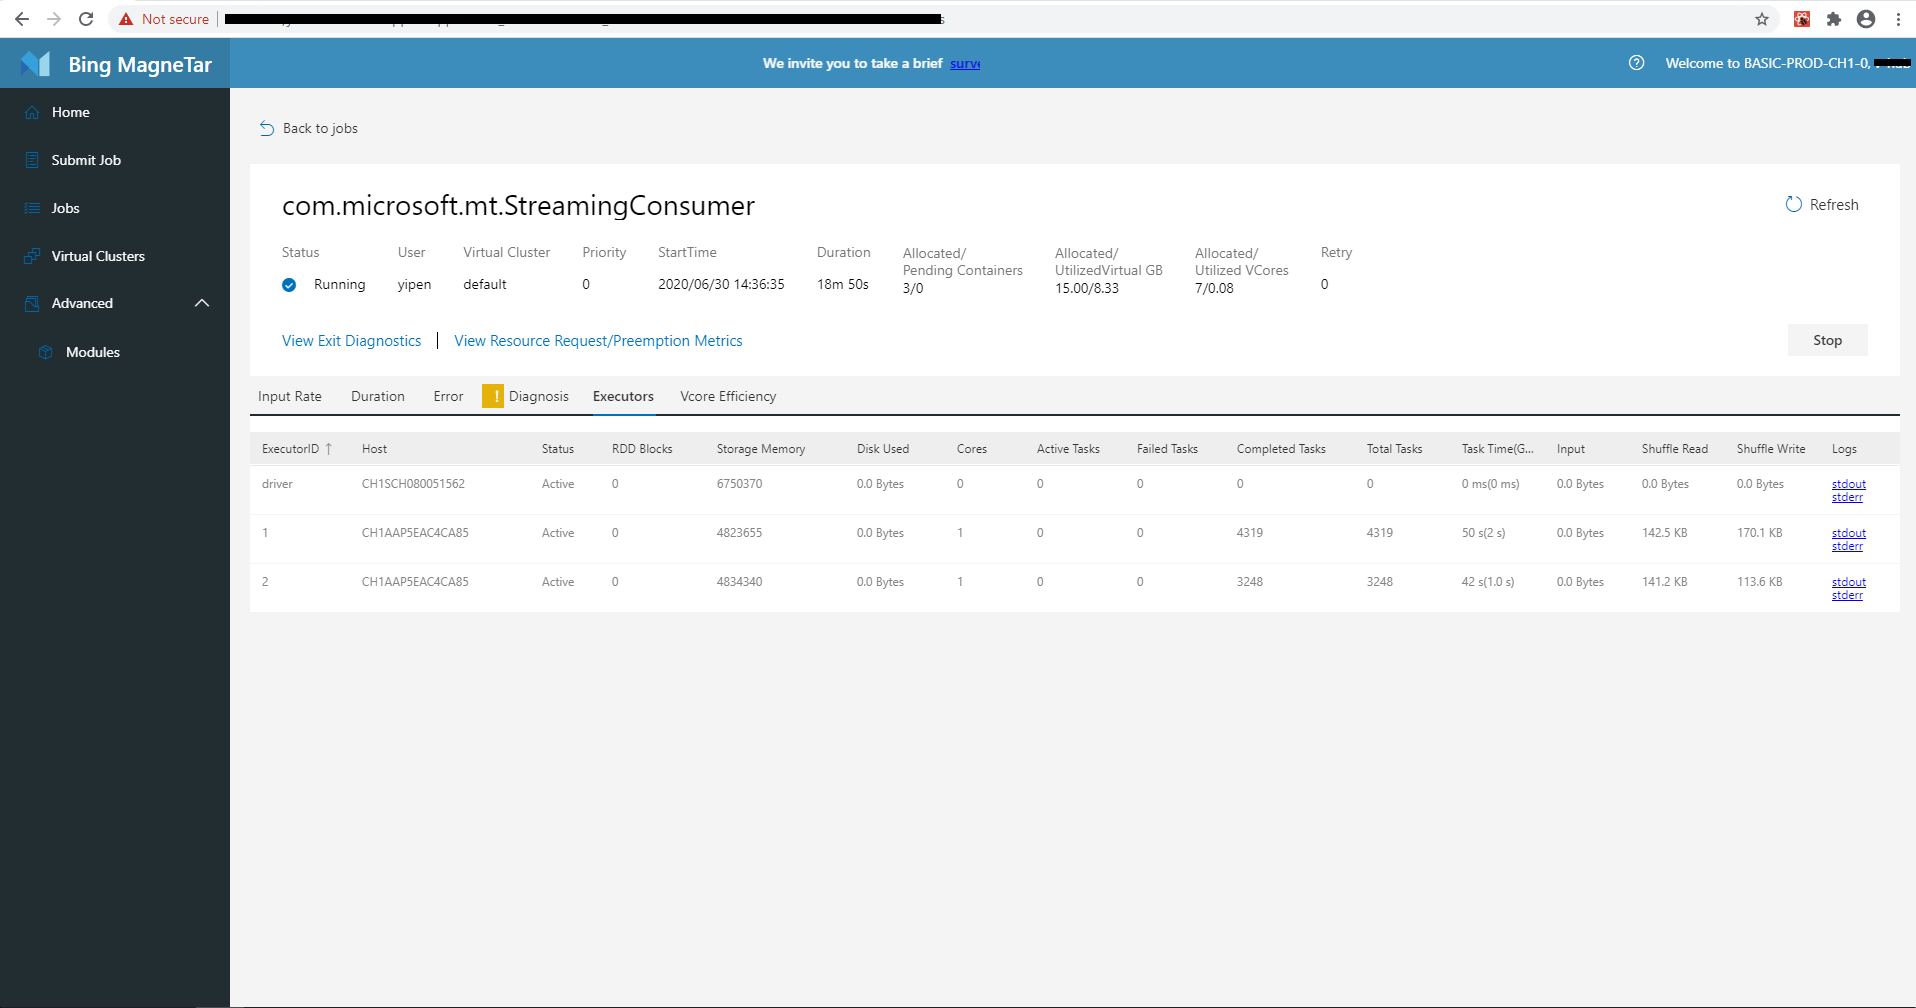 Not secure
Bing MagneTar
We invite you to take a brief surve
Welcome to BASIC-PROD-CH1-0,
Home
Submit Job
Jobs
Virtual Clusters
Advanced
Modules
Back to jobs
com.microsoft.mt.StreamingConsumer
Refresh
Status User Virtual Cluster Priority StartTime Duration Allocated/ Pending Containers Allocated/ UtilizedVirtual GB Allocated/ Utilized VCores Retry
Running yipen default 0 2020/06/30 14:36:35 18m 50s 3/0 15.00/8.33 7/0.08 0
View Exit Diagnostics View Resource Request/Preemption Metrics
Stop
Input Rate Duration Error ! Diagnosis Executors Vcore Efficiency
ExecutorID ↑ Host Status RDD Blocks Storage Memory Disk Used Cores Active Tasks Failed Tasks Completed Tasks Total Tasks Task Time(G... Input Shuffle Read Shuffle Write Logs
driver CH1SCH080051562 Active 0 6750370 0.0 Bytes 0 0 0 0 0 0 ms(0 ms) 0.0 Bytes 0.0 Bytes 0.0 Bytes stdout
stderr
1 CH1AAP5EAC4CA85 Active 0 4823655 0.0 Bytes 1 0 0 4319 4319 50 s(2 s) 0.0 Bytes 142.5 KB 170.1 KB stdout
stderr
2 CH1AAP5EAC4CA85 Active 0 4834340 0.0 Bytes 1 0 0 3248 3248 42 s(1.0 s) 0.0 Bytes 141.2 KB 113.6 KB stdout
stderr